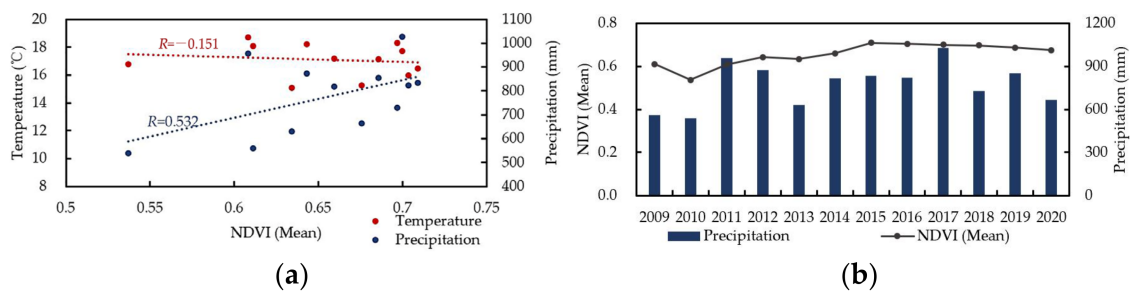 20
18
16
14
12
10
8
Temperature (℃)
R=－0.151
R=0.532
1100
1000
900
800
700
600
500
400
Precipitation (mm)
0.5 0.55 0.6 0.65 0.7 0.75
NDVI (Mean)
Temperature
Precipitation
(a)
0.8
0.6
0.4
0.2
0.0
NDVI (Mean)
1200
900
600
300
0
Precipitation (mm)
2009 2010 2011 2012 2013 2014 2015 2016 2017 2018 2019 2020
Precipitation NDVI (Mean)
(b)